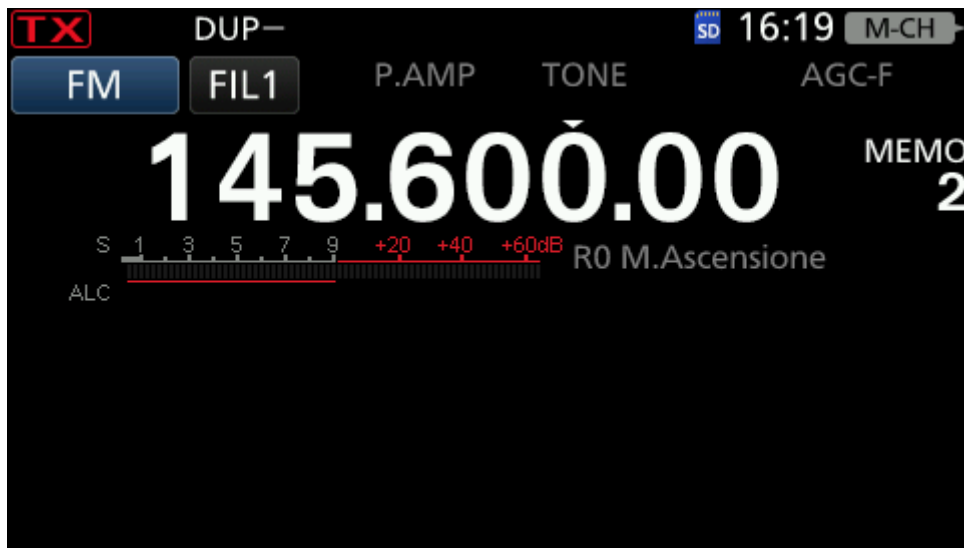 TX DUP− SD 16:19 M-CH
FM FIL1 P.AMP TONE AGC-F
145.600.00 MEMO
2
S 1 3 5 7 9 +20 +40 +60dB R0 M.Ascensione
ALC